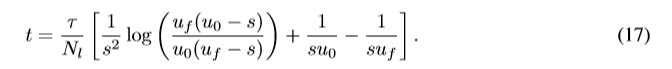 t = \frac{\tau}{N_l} \left[ \frac{1}{s^2} \log \left( \frac{u_f(u_0 - s)}{u_0(u_f - s)} \right) + \frac{1}{su_0} - \frac{1}{su_f} \right]. (17)